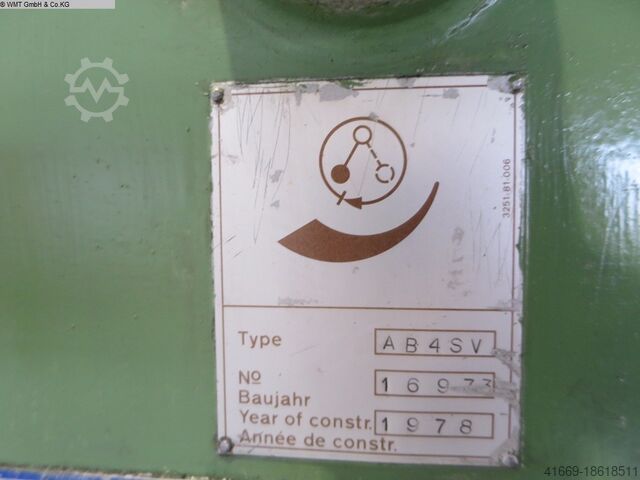 © WMT GmbH & Co.KG
3251.81.006
Type AB4SV
№ 16973
Baujahr
Year of constr. 1978
Année de constr.
41669-18618511